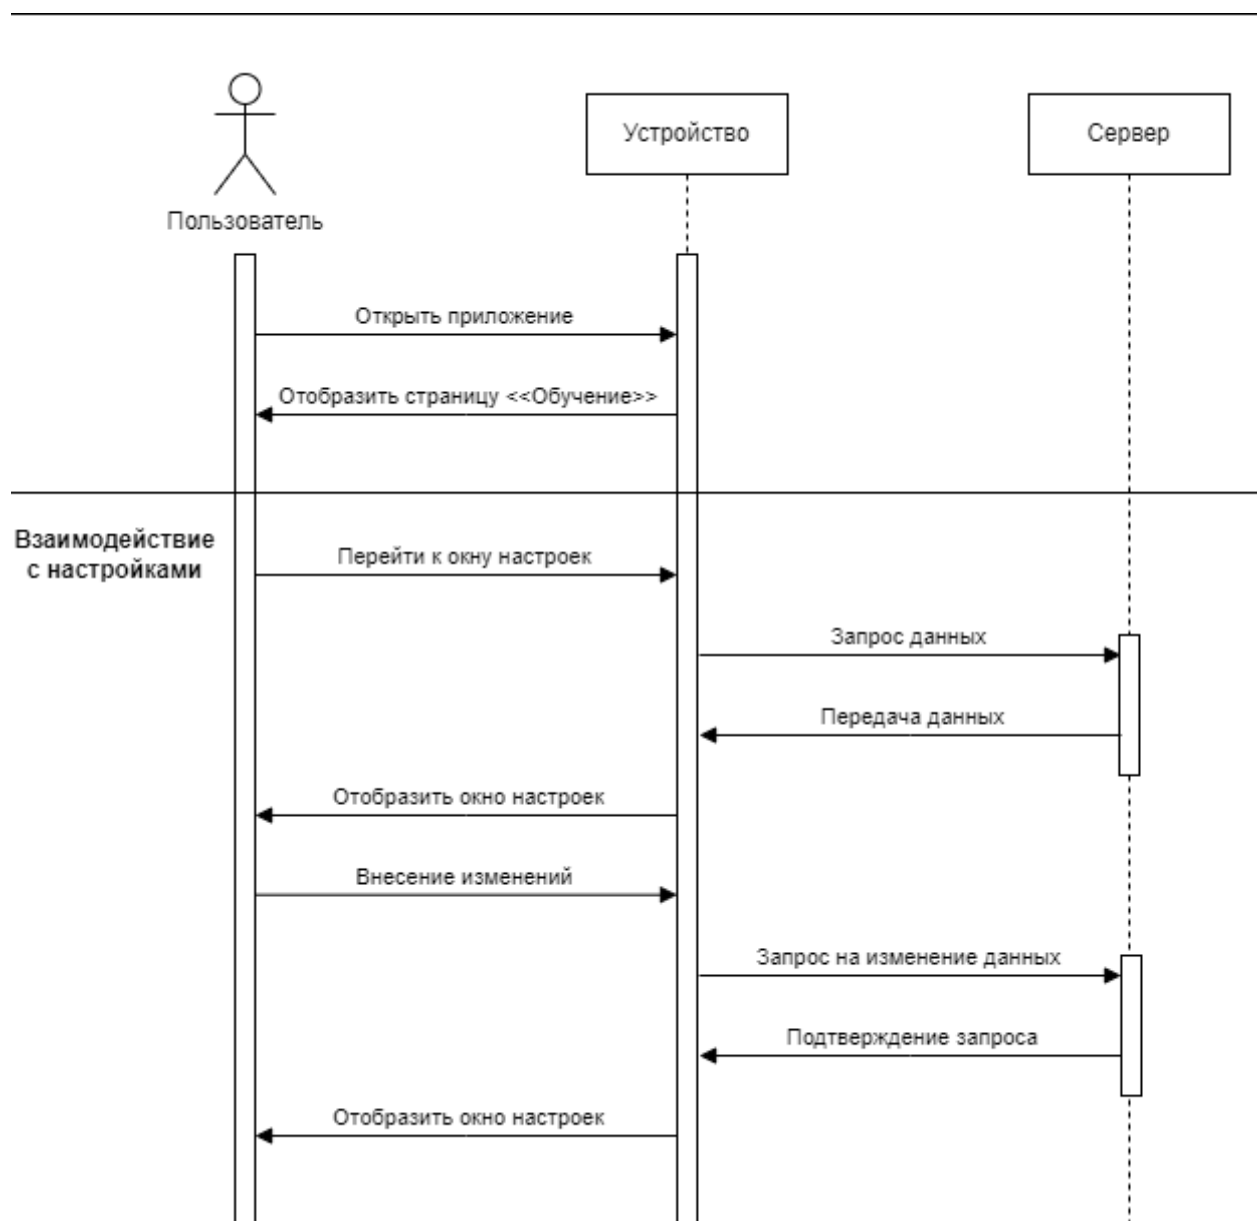 Устройство
Сервер
Пользователь
Открыть приложение
Отобразить страницу <<Обучение>>
Взаимодействие
с настройками
Перейти к окну настроек
Запрос данных
Передача данных
Отобразить окно настроек
Внесение изменений
Запрос на изменение данных
Подтверждение запроса
Отобразить окно настроек